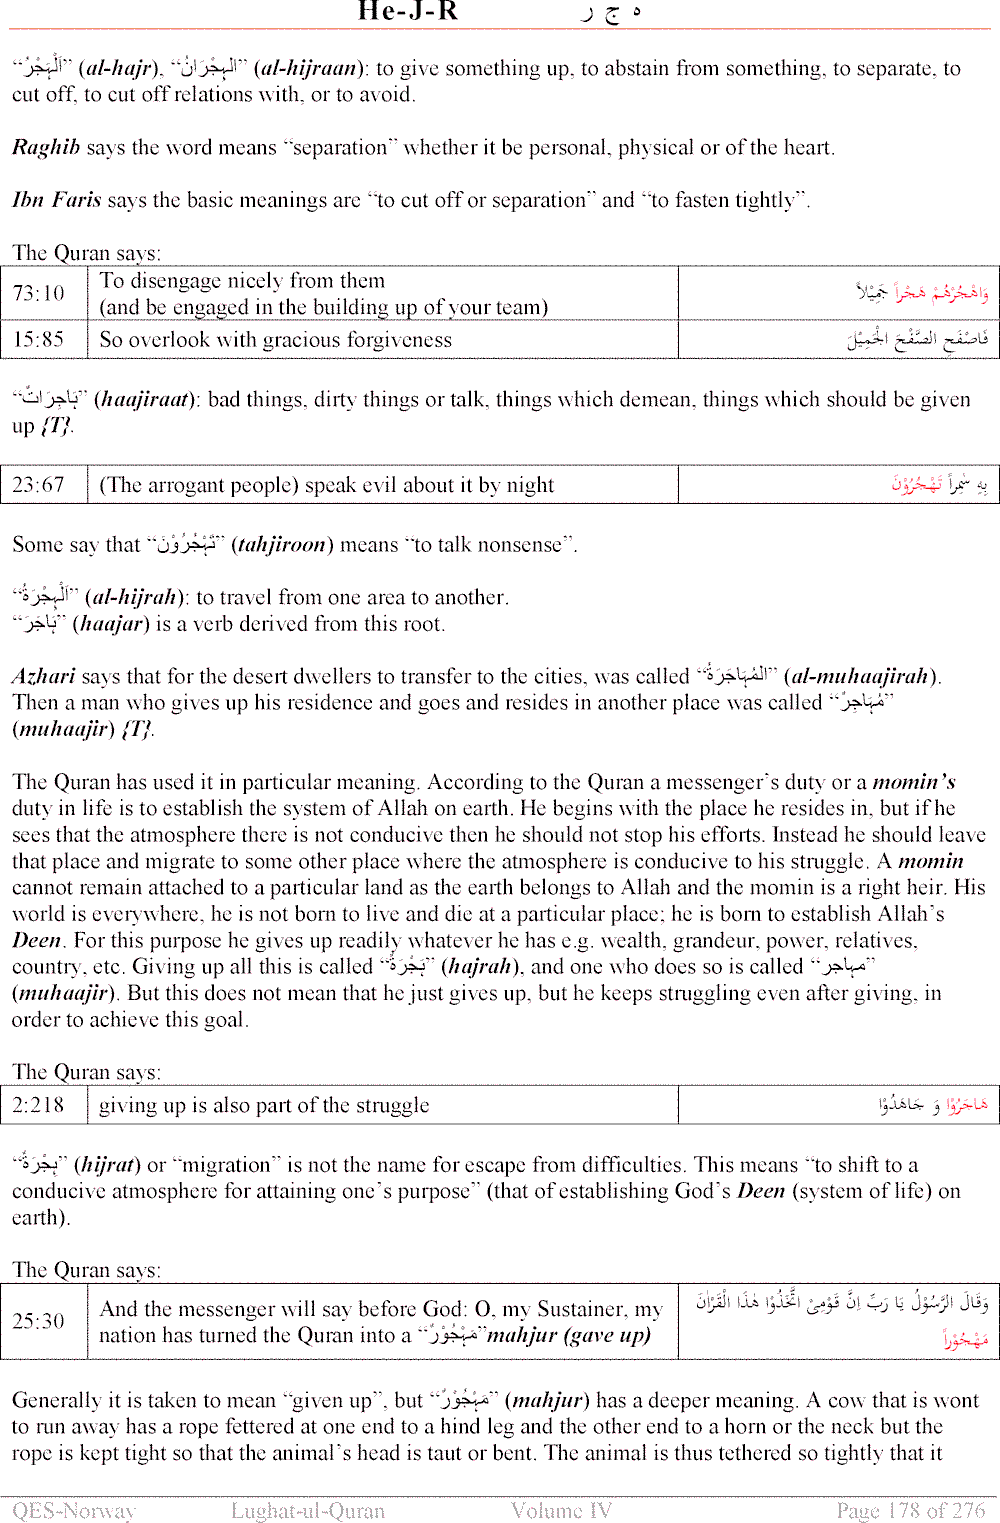 He-J-R ه ج ر
“اَلْہَجْرُ” (al-hajr), “الْہِجْرَانُ” (al-hijraan): to give something up, to abstain from something, to separate, to
cut off, to cut off relations with, or to avoid.
Raghib says the word means “separation” whether it be personal, physical or of the heart.
Ibn Faris says the basic meanings are “to cut off or separation” and “to fasten tightly”.
The Quran says:
73:10 To disengage nicely from them
(and be engaged in the building up of your team) وَاهْجُرْهُمْ هَجْراً جَمِيْلاً
15:85 So overlook with gracious forgiveness فَاصْفَحِ الصَّفْحَ الْجَمِيْلَ
“ہَاجِرَاتٌ” (haajiraat): bad things, dirty things or talk, things which demean, things which should be given
up {T}.
23:67 (The arrogant people) speak evil about it by night بِهٖ سٰمِراً تَهْجُرُوْنَ
Some say that “تَہْجُرُوْنَ” (tahjiroon) means “to talk nonsense”.
“اَلْہِجْرَۃُ” (al-hijrah): to travel from one area to another.
“ہَاجَرَ” (haajar) is a verb derived from this root.
Azhari says that for the desert dwellers to transfer to the cities, was called “الْمُہَاجَرَۃُ” (al-muhaajirah).
Then a man who gives up his residence and goes and resides in another place was called “مُہَاجِرٌ”
(muhaajir) {T}.
The Quran has used it in particular meaning. According to the Quran a messenger’s duty or a momin’s
duty in life is to establish the system of Allah on earth. He begins with the place he resides in, but if he
sees that the atmosphere there is not conducive then he should not stop his efforts. Instead he should leave
that place and migrate to some other place where the atmosphere is conducive to his struggle. A momin
cannot remain attached to a particular land as the earth belongs to Allah and the momin is a right heir. His
world is everywhere, he is not born to live and die at a particular place; he is born to establish Allah’s
Deen. For this purpose he gives up readily whatever he has e.g. wealth, grandeur, power, relatives,
country, etc. Giving up all this is called “ہَجْرَۃٌ” (hajrah), and one who does so is called “مہاجر”
(muhaajir). But this does not mean that he just gives up, but he keeps struggling even after giving, in
order to achieve this goal.
The Quran says:
2:218 giving up is also part of the struggle هَاجَرُوْا وَ جَاهَدُوْا
“ہِجْرَۃٌ” (hijrat) or “migration” is not the name for escape from difficulties. This means “to shift to a
conducive atmosphere for attaining one’s purpose” (that of establishing God’s Deen (system of life) on
earth).
The Quran says:
25:30 And the messenger will say before God: O, my Sustainer, my
nation has turned the Quran into a “مَہْجُوْرٌ”mahjur (gave up) وَقَالَ الرَّسُوْلُ يَا رَبِّ اِنَّ قَوْمِىْ اتَّخَذُوْا هٰذَا الْقُرْاٰنَ
مَهْجُوْراً
Generally it is taken to mean “given up”, but “مَہْجُوْرٌ” (mahjur) has a deeper meaning. A cow that is wont
to run away has a rope fettered at one end to a hind leg and the other end to a horn or the neck but the
rope is kept tight so that the animal’s head is taut or bent. The animal is thus tethered so tightly that it
QES-Norway Lughat-ul-Quran Volume IV Page 178 of 276